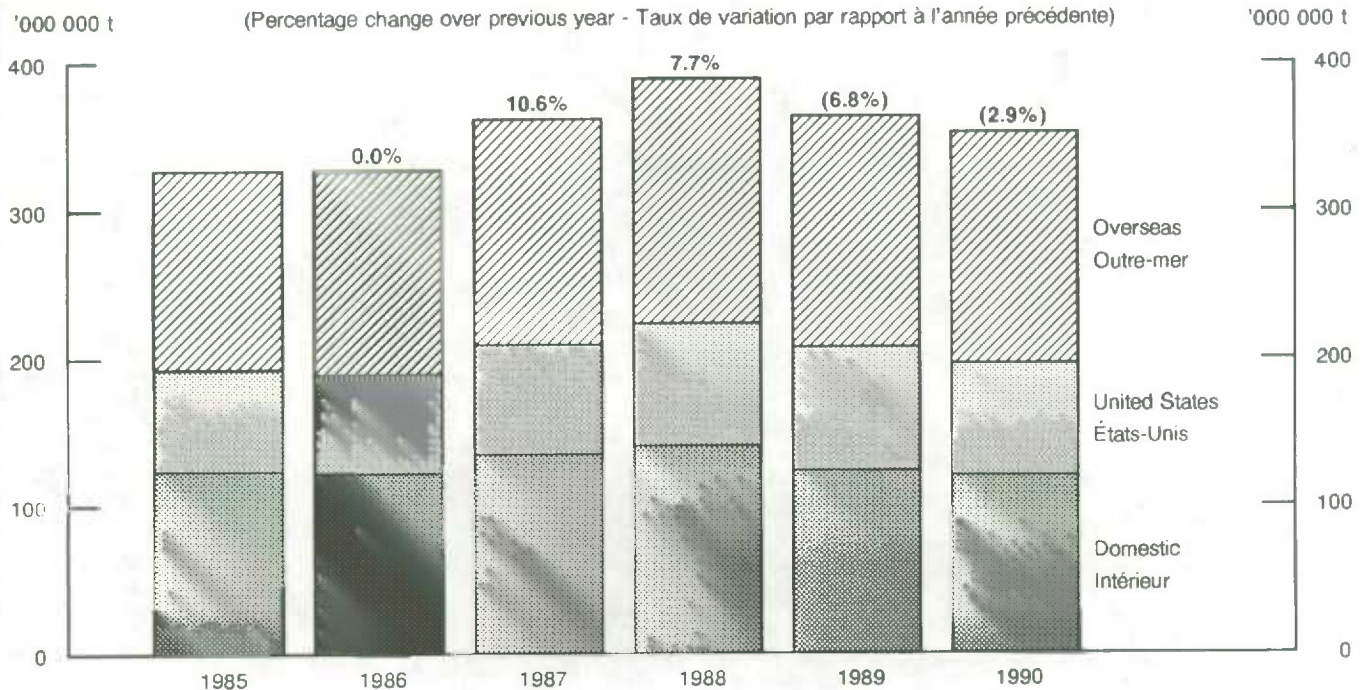 '000 000 t (Percentage change over previous year - Taux de variation par rapport à l'année précédente) '000 000 t
400 7.7% 400
10.6% (6.8%) (2.9%)
0.0%
300 300
Overseas
Outre-mer
200 200
United States
États-Unis
100 100
Domestic
Intérieur
0 0
1985 1986 1987 1988 1989 1990